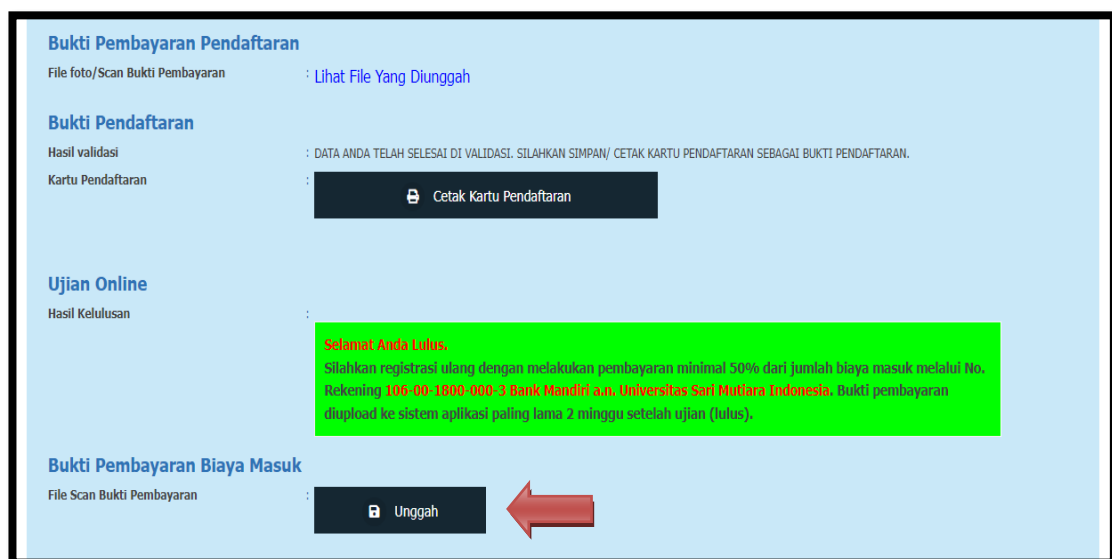 Bukti Pembayaran Pendaftaran
File foto/Scan Bukti Pembayaran : Lihat File Yang Diunggah
Bukti Pendaftaran
Hasil validasi : DATA ANDA TELAH SELESAI DI VALIDASI. SILAHKAN SIMPAN/ CETAK KARTU PENDAFTARAN SEBAGAI BUKTI PENDAFTARAN.
Kartu Pendaftaran : Cetak Kartu Pendaftaran
Ujian Online
Hasil Kelulusan :
Selamat Anda Lulus.
Silahkan registrasi ulang dengan melakukan pembayaran minimal 50% dari jumlah biaya masuk melalui No.
Rekening 106-00-1800-000-3 Bank Mandiri a.n. Universitas Sari Mutiara Indonesia. Bukti pembayaran
diupload ke sistem aplikasi paling lama 2 minggu setelah ujian (lulus).
Bukti Pembayaran Biaya Masuk
File Scan Bukti Pembayaran : Unggah